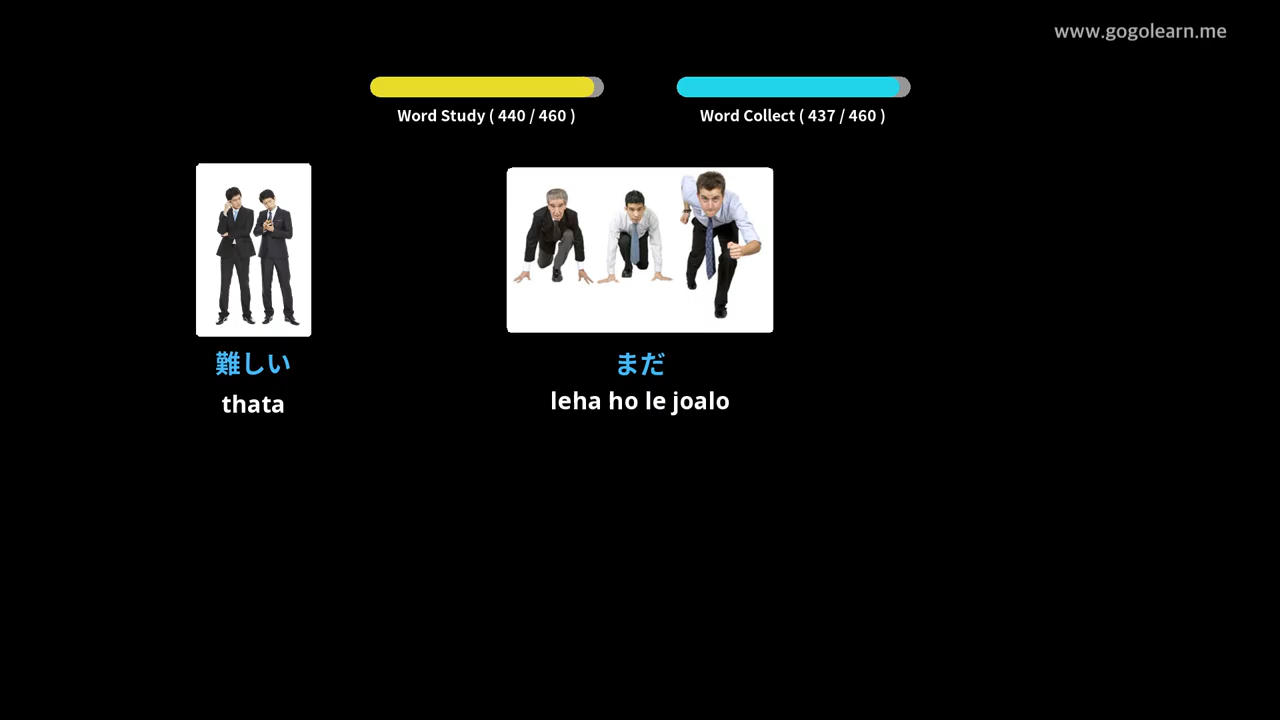 www.gogolearn.me
Word Study ( 440 / 460 )
Word Collect ( 437 / 460 )
難しい
thata
まだ
leha ho le joalo